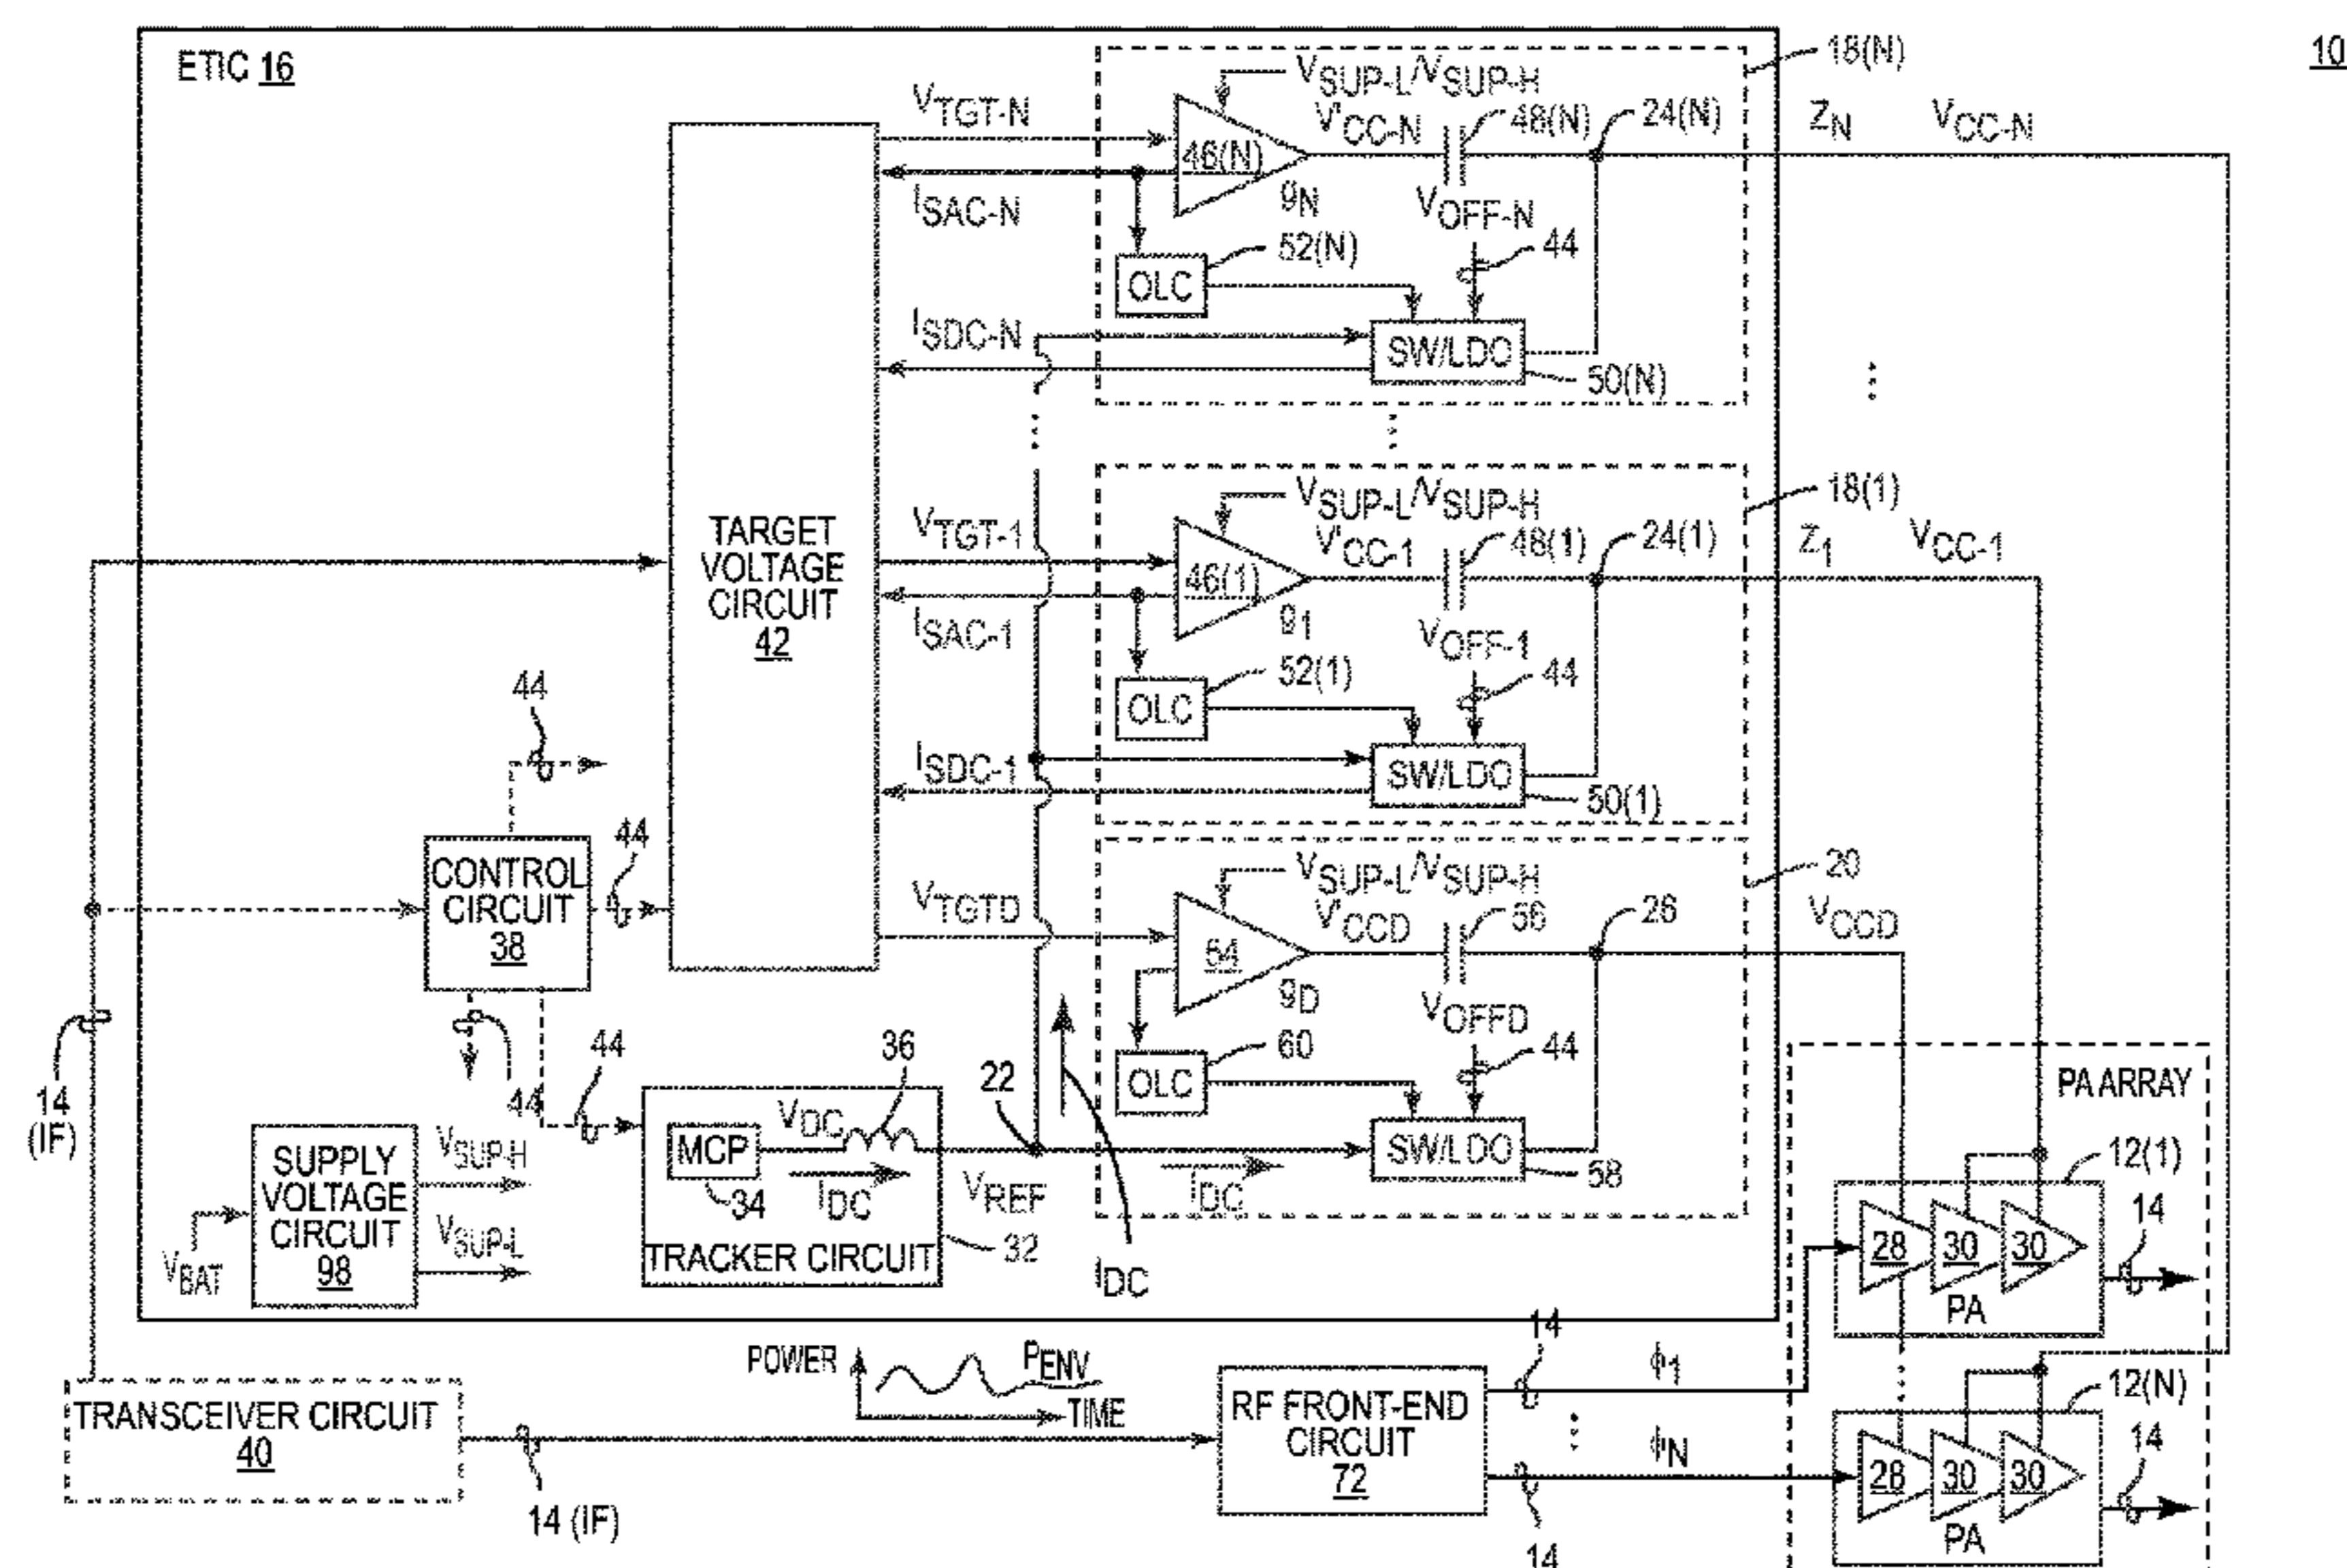 10
ETIC 16
VSUP-L/VSUP-H
18(N)
VTGT-N
46(N)
V'CC-N
48(N)
24(N)
ZN
VCC-N
ISAC-N
gN
VOFF-N
52(N)
44
OLC
ISDC-N
SW/LDO
50(N)
VSUP-L/VSUP-H
18(1)
TARGET
VOLTAGE
CIRCUIT
42
VTGT-1
46(1)
V'CC-1
48(1)
24(1)
Z1
VCC-1
ISAC-1
g1
VOFF-1
52(1)
44
OLC
ISDC-1
SW/LDO
50(1)
44
CONTROL
CIRCUIT
38
44
44
44
44
VSUP-L/VSUP-H
20
VTGTD
54
V'CCD
56
26
VCCD
gD
VOFFD
60
44
OLC
SW/LDO
58
IDC
14
(IF)
SUPPLY
VOLTAGE
CIRCUIT
98
VBAT
VSUP-H
VSUP-L
MCP
34
VDC
36
IDC
TRACKER CIRCUIT
32
22
VREF
IDC
PA ARRAY
12(1)
28
30
30
PA
14
TRANSCEIVER CIRCUIT
40
14 (IF)
POWER
PENV
TIME
RF FRONT-END
CIRCUIT
72
14
ϕ1
ϕN
14
12(N)
28
30
30
PA
14